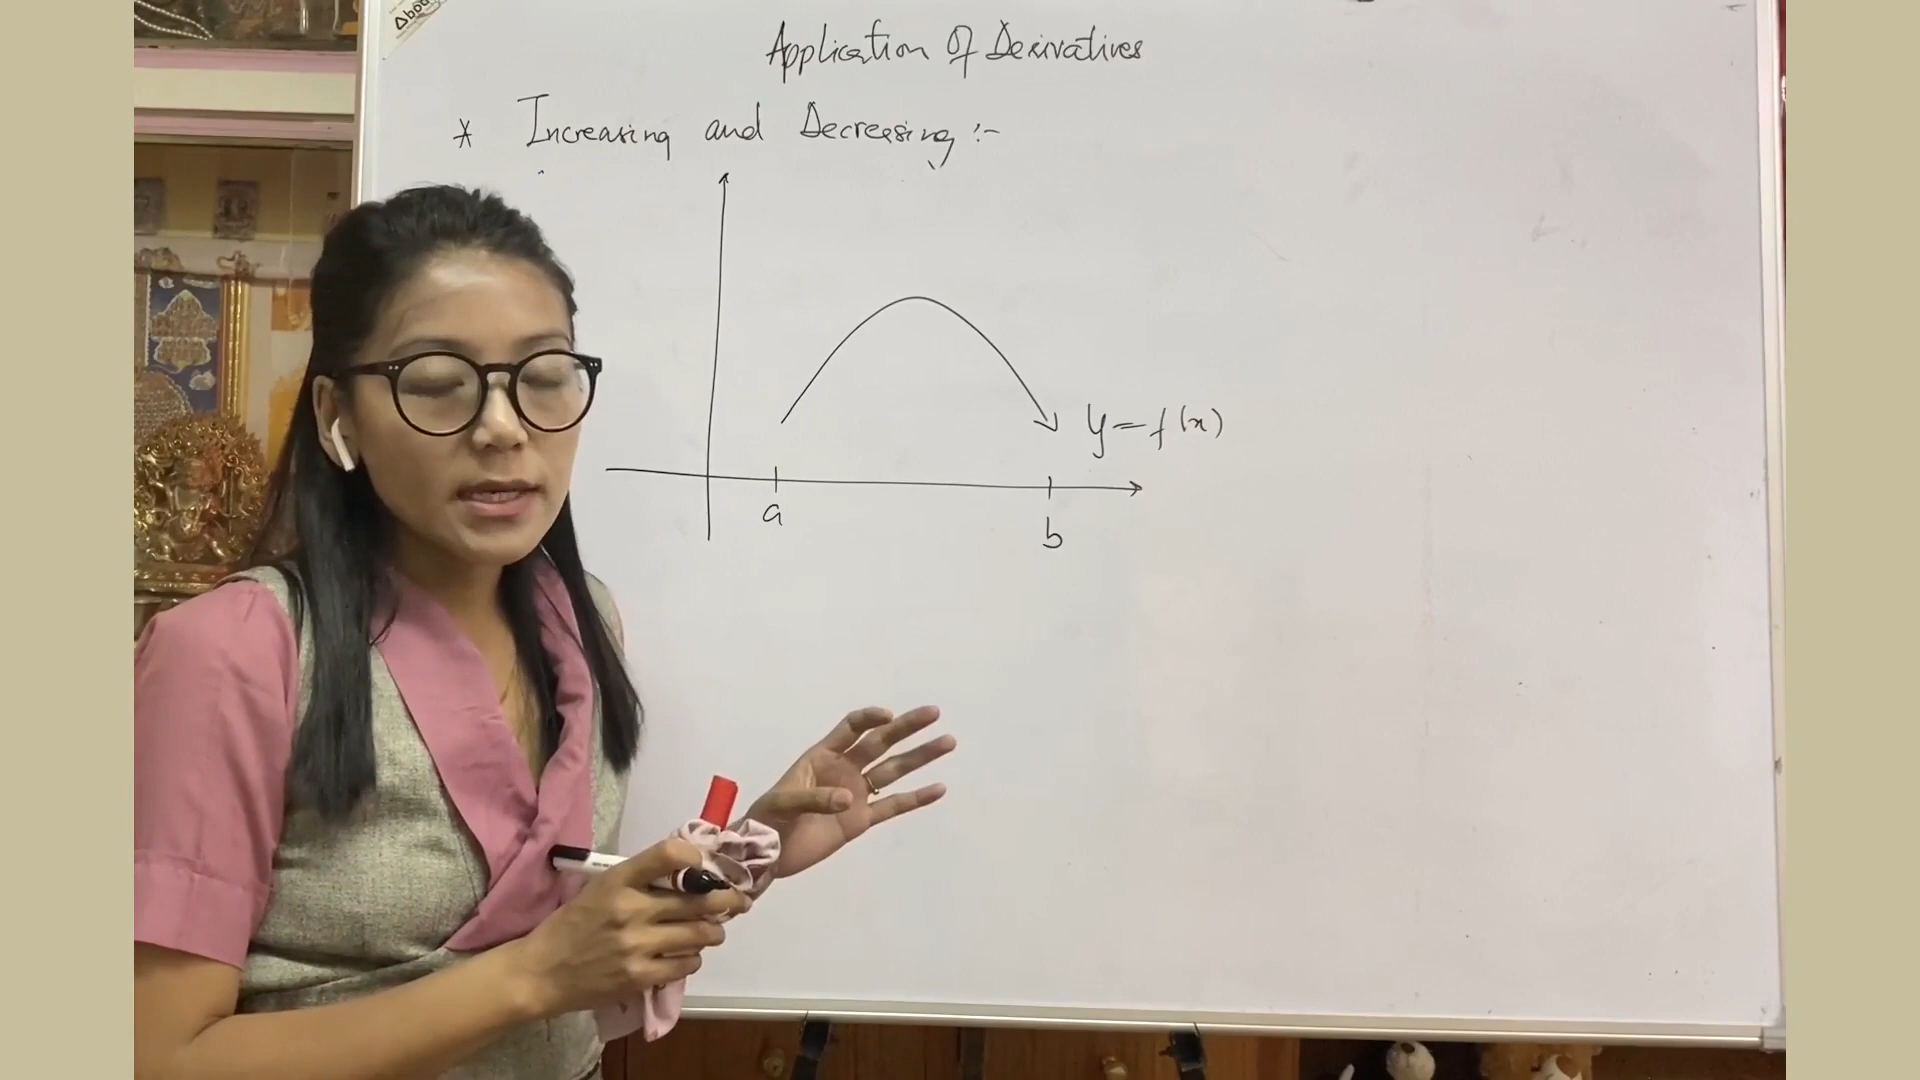 Application Of Derivatives
* Increasing and Decreasing :-
y = f(x)
a
b